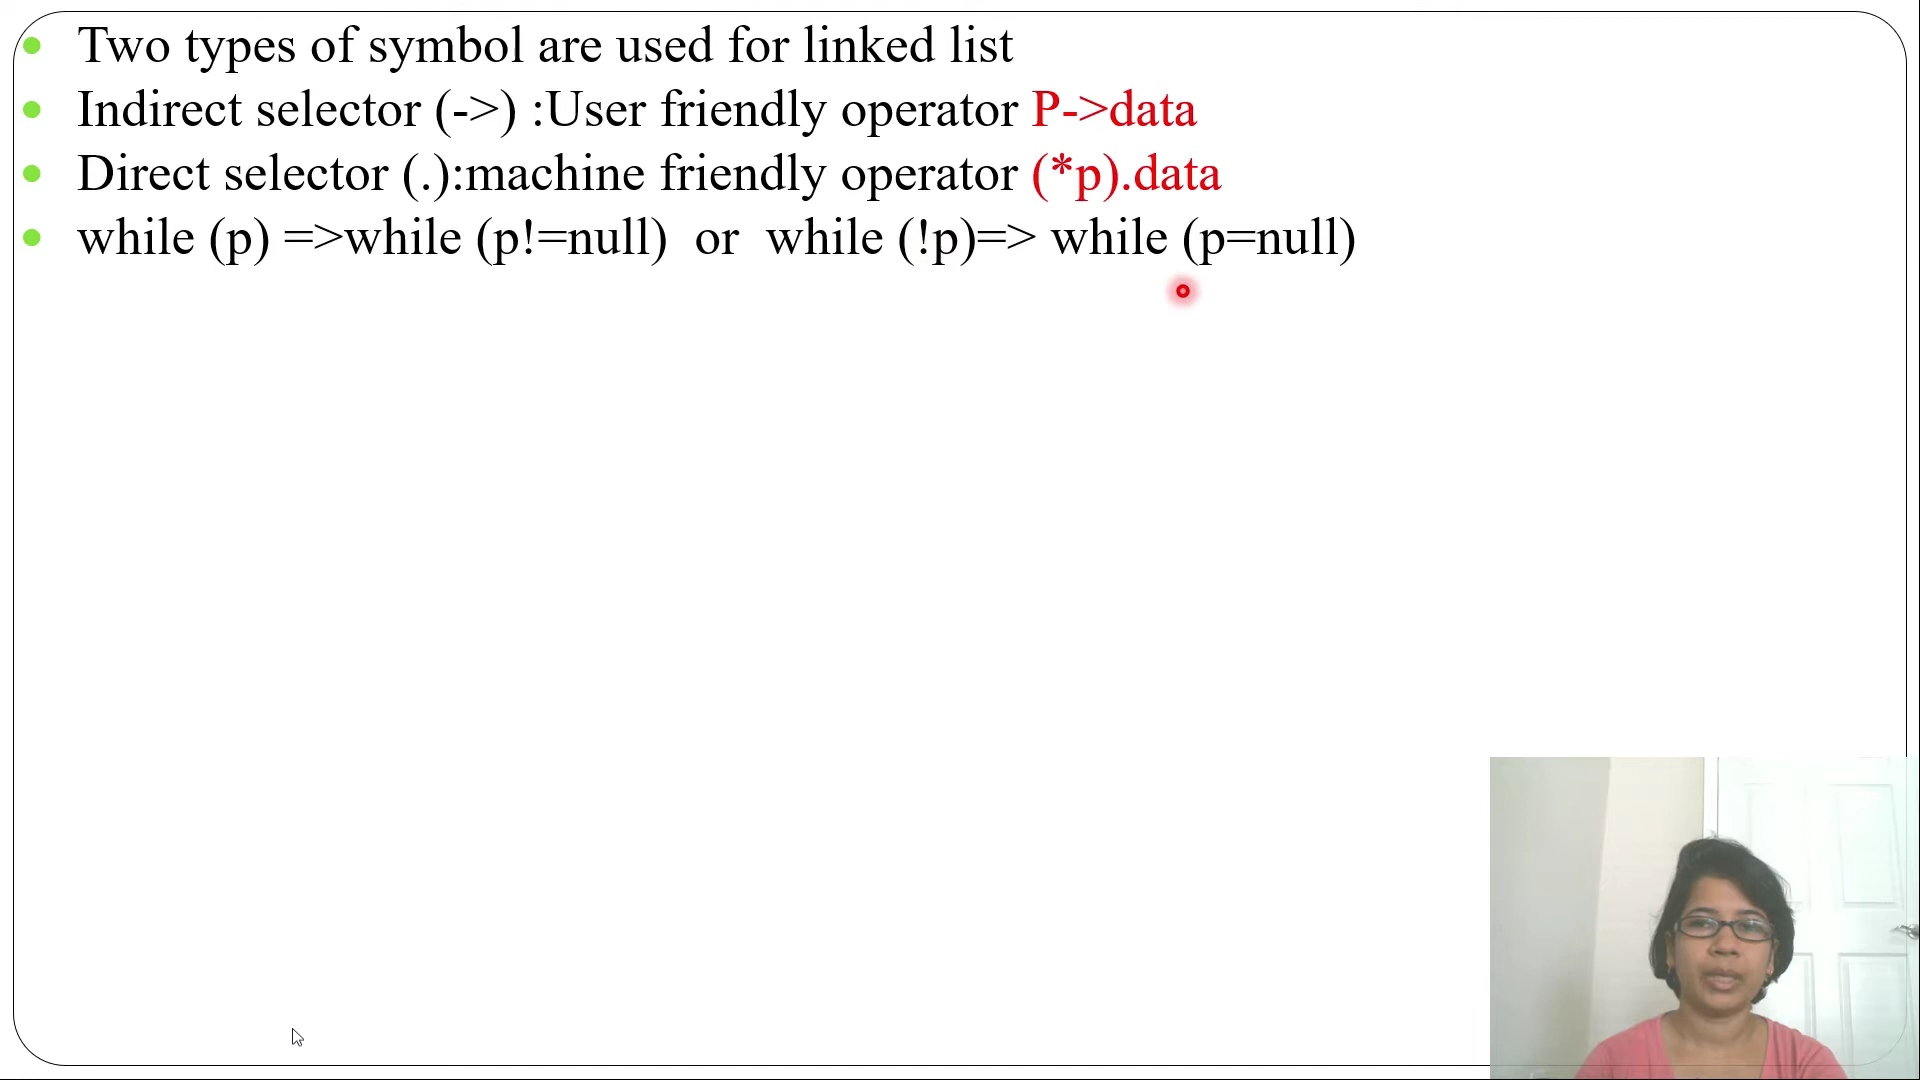 Two types of symbol are used for linked list
Indirect selector (->) :User friendly operator P->data
Direct selector (.):machine friendly operator (*p).data
while (p) =>while (p!=null) or while (!p)=> while (p=null)